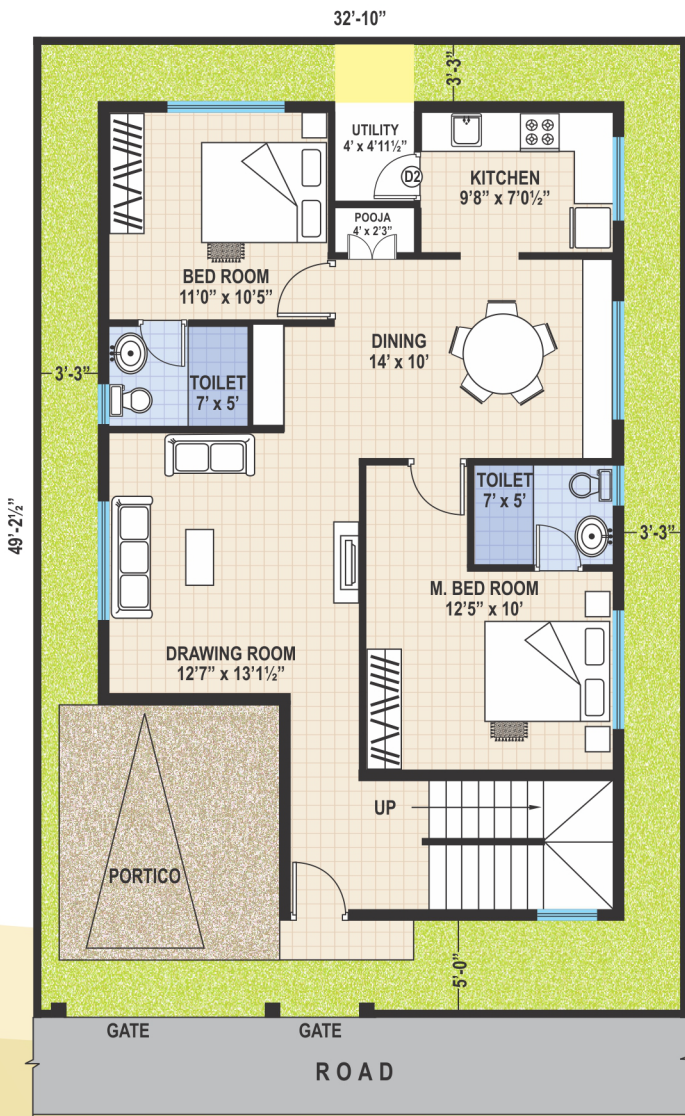 32’-10”
3’-3”
UTILITY
4’ x 4’11½”
D2
KITCHEN
9’8” x 7’0½”
POOJA
4’ x 2’3”
BED ROOM
11’0” x 10’5”
DINING
14’ x 10’
3’-3”
TOILET
7’ x 5’
49’-2½”
TOILET
7’ x 5’
3’-3”
M. BED ROOM
12’5” x 10’
DRAWING ROOM
12’7” x 13’1½”
UP
PORTICO
5’-0”
GATE
GATE
ROAD